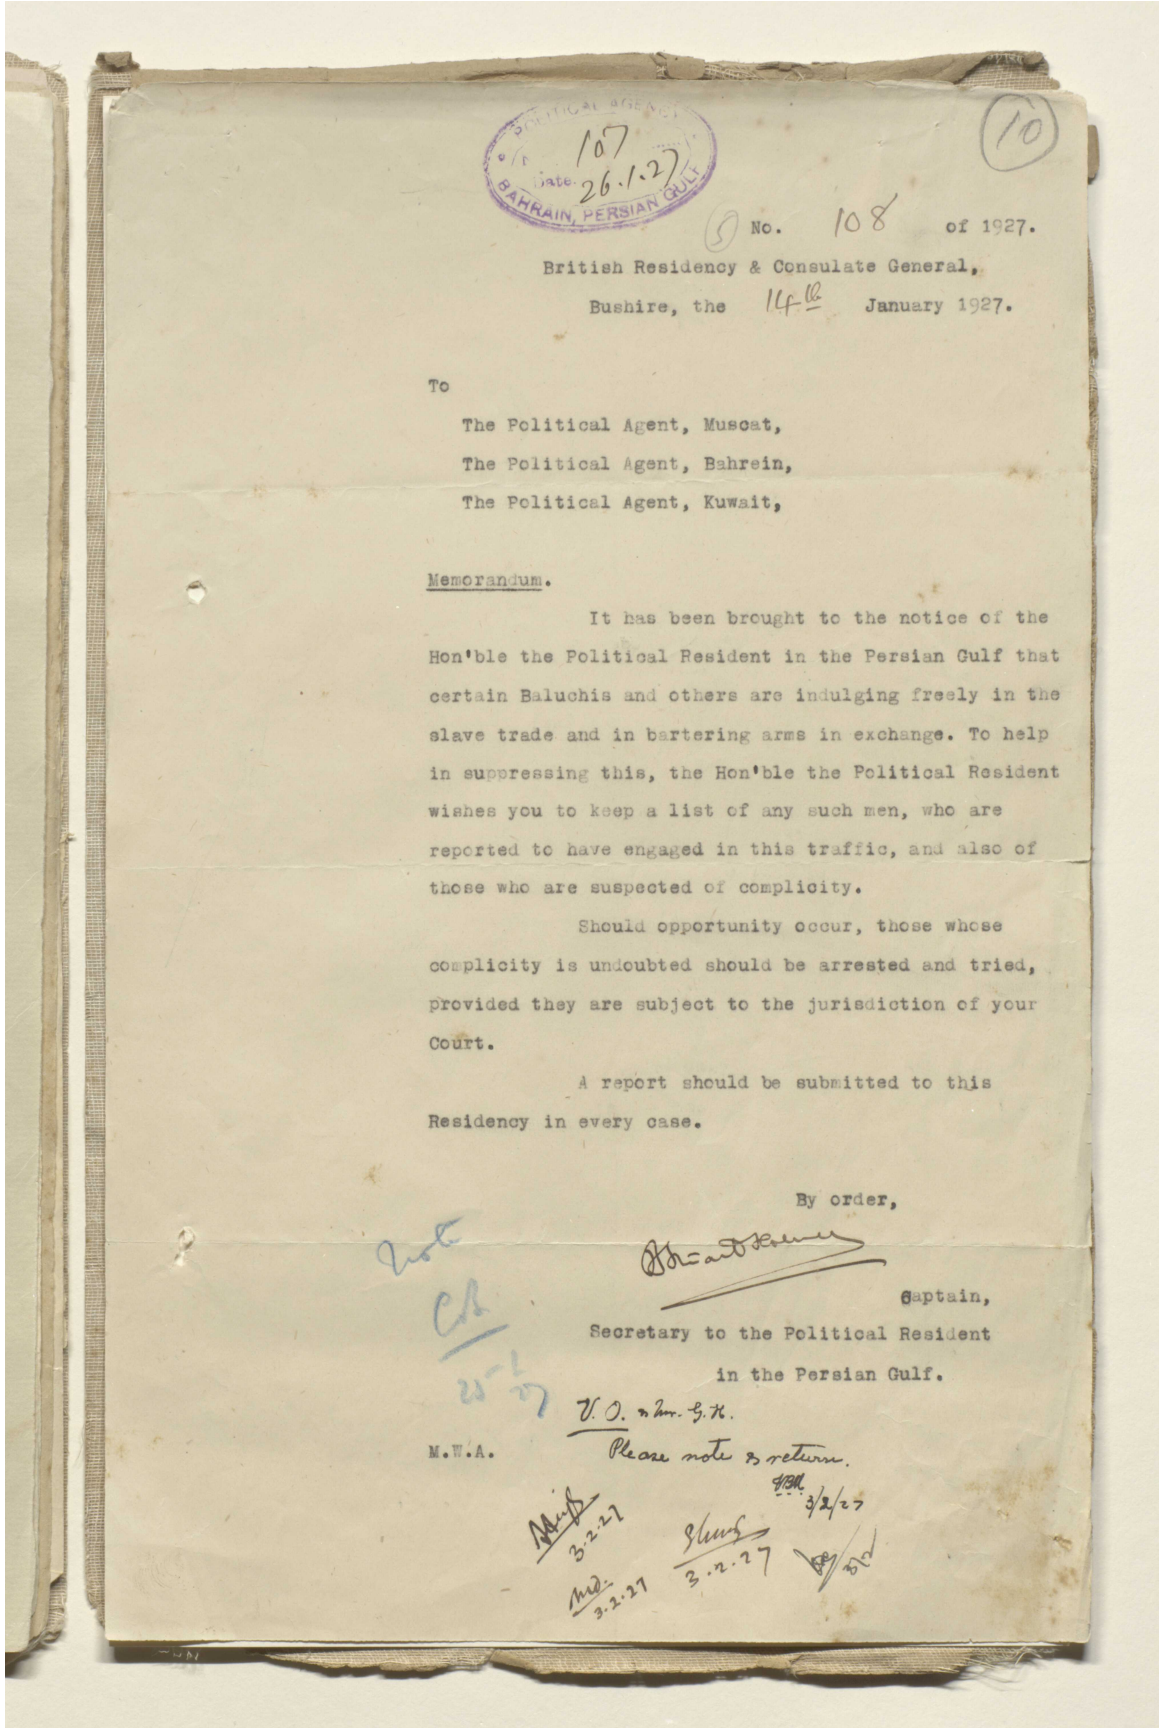 10
POLITICAL AGENCY
107
Date. 26.1.27
BAHRAIN, PERSIAN GULF
5
No. 108 of 1927.
British Residency & Consulate General,
Bushire, the 14th January 1927.
To
The Political Agent, Muscat,
The Political Agent, Bahrein,
The Political Agent, Kuwait,
Memorandum.
It has been brought to the notice of the
Hon'ble the Political Resident in the Persian Gulf that
certain Baluchis and others are indulging freely in the
slave trade and in bartering arms in exchange. To help
in suppressing this, the Hon'ble the Political Resident
wishes you to keep a list of any such men, who are
reported to have engaged in this traffic, and also of
those who are suspected of complicity.
Should opportunity occur, those whose
complicity is undoubted should be arrested and tried,
provided they are subject to the jurisdiction of your
Court.
A report should be submitted to this
Residency in every case.
By order,
Captain,
Secretary to the Political Resident
in the Persian Gulf.
Note
25/1/27
V.O. G.K.
M.W.A.
Please note & return.
3/2/27
3.2.27
3.2.27
3/2
3.2.27